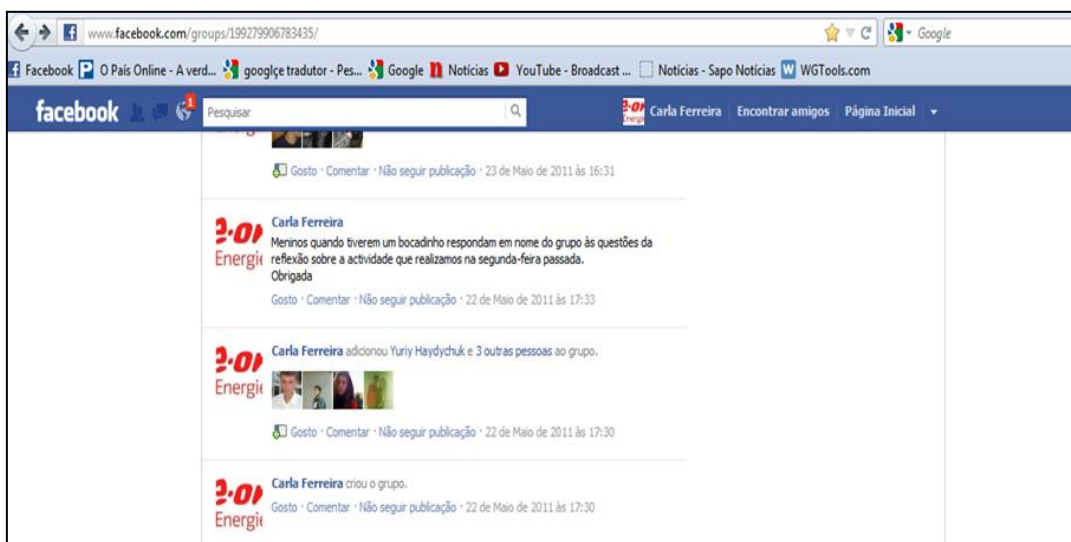 www.facebook.com/groups/199279906783435/
Google
Facebook O País Online - A verd... googlçe tradutor - Pes... Google Notícias YouTube - Broadcast ... Notícias - Sapo Notícias WGTools.com
facebook 1 Pesquisar Carla Ferreira Encontrar amigos Página Inicial
Gosto · Comentar · Não seguir publicação · 23 de Maio de 2011 às 16:31
Carla Ferreira
Meninos quando tiverem um bocadinho respondam em nome do grupo às questões da
reflexão sobre a actividade que realizamos na segunda-feira passada.
Obrigada
Energie
Gosto · Comentar · Não seguir publicação · 22 de Maio de 2011 às 17:33
Carla Ferreira adicionou Yuriy Haydychuk e 3 outras pessoas ao grupo.
Energie
Gosto · Comentar · Não seguir publicação · 22 de Maio de 2011 às 17:30
Carla Ferreira criou o grupo.
Gosto · Comentar · Não seguir publicação · 22 de Maio de 2011 às 17:30
Energie